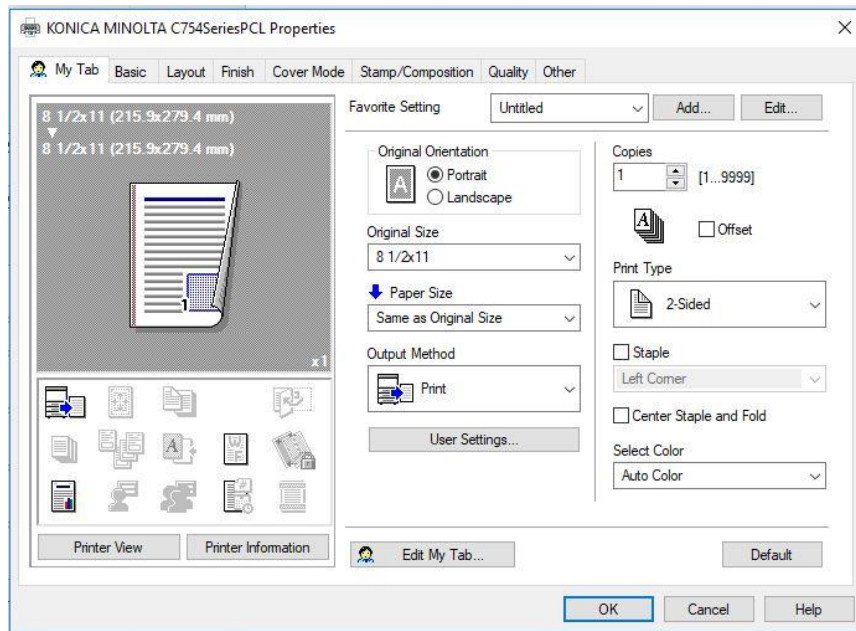 KONICA MINOLTA C754SeriesPCL Properties
My Tab Basic Layout Finish Cover Mode Stamp/Composition Quality Other
8 1/2x11 (215.9x279.4 mm)
8 1/2x11 (215.9x279.4 mm)
1
x1
Printer View Printer Information
Favorite Setting Untitled Add... Edit...
Original Orientation
A
Portrait
Landscape
Original Size
8 1/2x11
Paper Size
Same as Original Size
Output Method
Print
User Settings...
Copies
1 [1...9999]
A
Offset
Print Type
2-Sided
Staple
Left Corner
Center Staple and Fold
Select Color
Auto Color
Edit My Tab... Default
OK Cancel Help